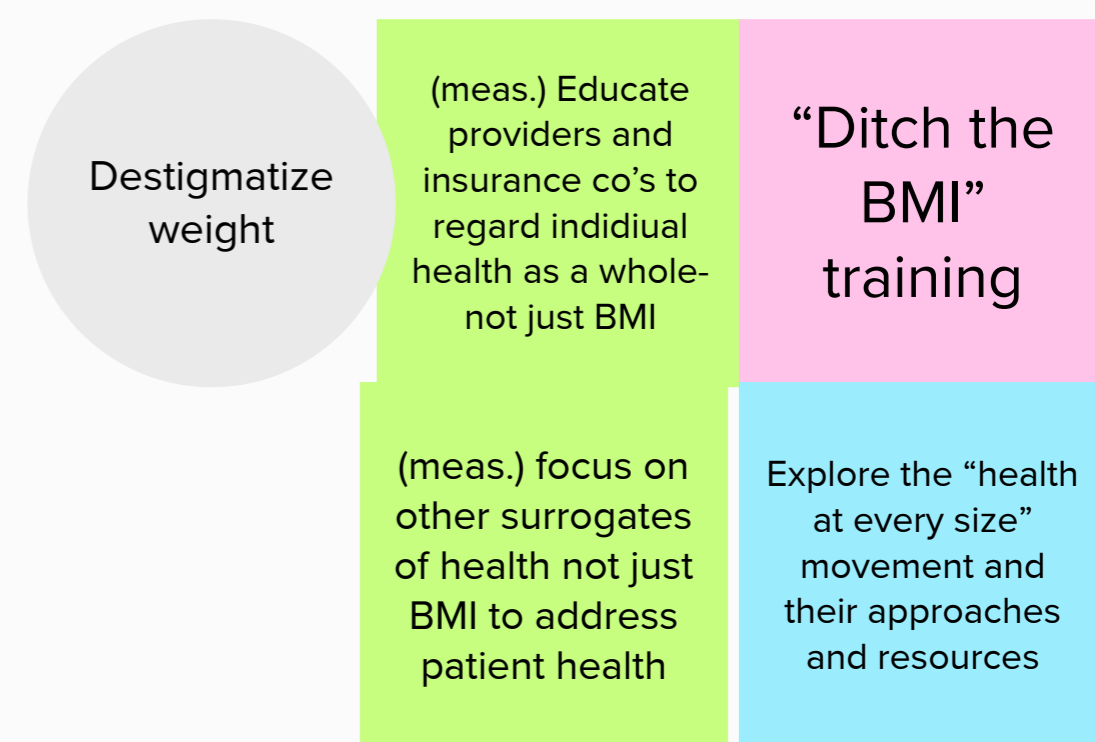 Destigmatize
weight
(meas.) Educate
providers and
insurance co’s to
regard indidiual
health as a whole-
not just BMI
“Ditch the
BMI”
training
(meas.) focus on
other surrogates
of health not just
BMI to address
patient health
Explore the “health
at every size”
movement and
their approaches
and resources